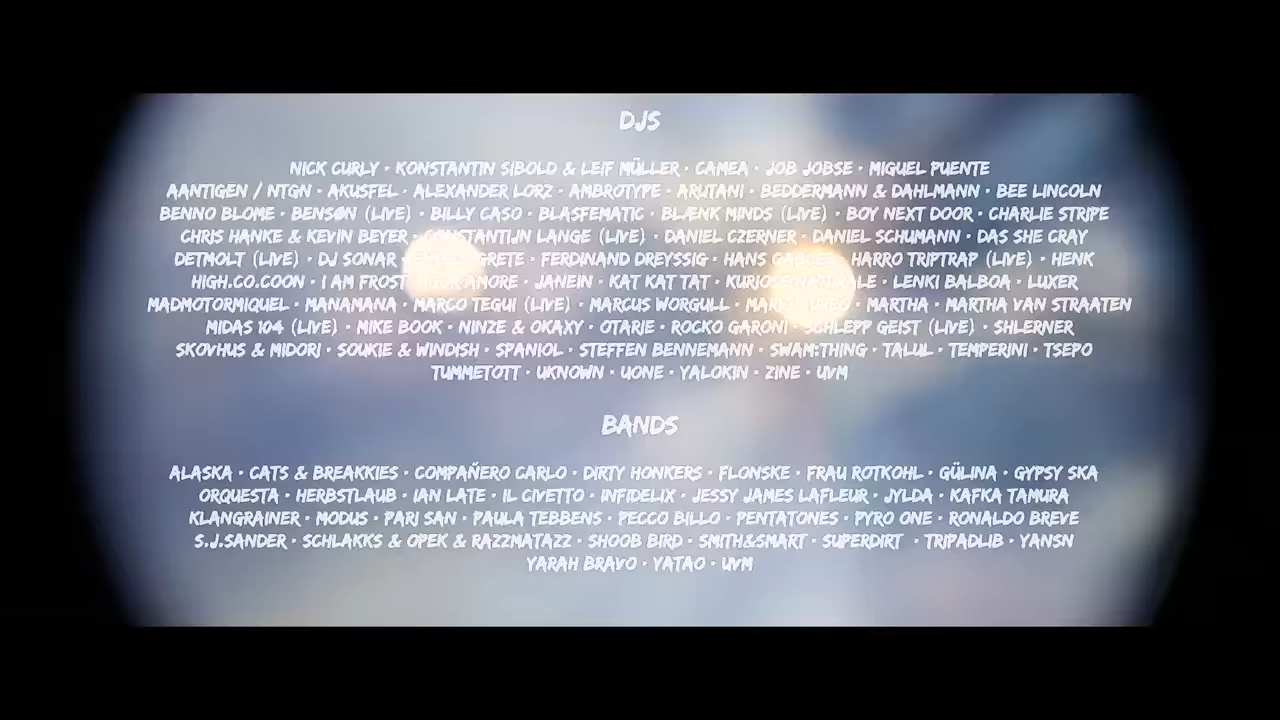 DJS
NICK CURLY • KONSTANTIN SIBOLD & LEIF MÜLLER • CAMEA • JOB JOBSE • MIGUEL PUENTE
AANTIGEN / NTGN • AKUSFEL • ALEXANDER LORZ • AMBROTYPE • ARUTANI • BEDDERMANN & DAHLMANN • BEE LINCOLN
BENNO BLOME • BENSØN (LIVE) • BILLY CASO • BLASFEMATIC • BLÆNK MINDS (LIVE) • BOY NEXT DOOR • CHARLIE STRIPE
CHRIS HANKE & KEVIN BEYER • CONSTANTIJN LANGE (LIVE) • DANIEL CZERNER • DANIEL SCHUMANN • DAS SHE CRAY
DETMOLT (LIVE) • DJ SONAR • GRETE • FERDINAND DREYSSIG • HANS • HARRO TRIPTRAP (LIVE) • HENK
HIGH.CO.COON • I AM FROST • AMORE • JANEIN • KAT KAT TAT • KURIOSE NATURALE • LENKI BALBOA • LUXER
MADMOTORMIQUEL • MANAMANA • MARCO TEGUI (LIVE) • MARCUS WORGULL • • MARTHA • MARTHA VAN STRAATEN
MIDAS 104 (LIVE) • MIKE BOOK • NINZE & OKAXY • OTARIE • ROCKO GARONI • SCHLEPP GEIST (LIVE) • SHLERNER
SKOVHUS & MIDORI • SOUKIE & WINDISH • SPANIOL • STEFFEN BENNEMANN • SWAM:THING • TALUL • TEMPERINI • TSEPO
TUMMETOTT • UKNOWN • UONE • YALOKIN • ZINE • UVM
BANDS
ALASKA • CATS & BREAKKIES • COMPAÑERO CARLO • DIRTY HONKERS • FLONSKE • FRAU ROTKOHL • GÜLINA • GYPSY SKA
ORQUESTA • HERBSTLAUB • IAN LATE • IL CIVETTO • INFIDELIX • JESSY JAMES LAFLEUR • JYLDA • KAFKA TAMURA
KLANGRAINER • MODUS • PARI SAN • PAULA TEBBENS • PECCO BILLO • PENTATONES • PYRO ONE • RONALDO BREVE
S.J.SANDER • SCHLAKKS & OPEK & RAZZMATAZZ • SHOOB BIRD • SMITH&SMART • SUPERDIRT • TRIPADLIB • YANSN
YARAH BRAVO • YATAO • UVM